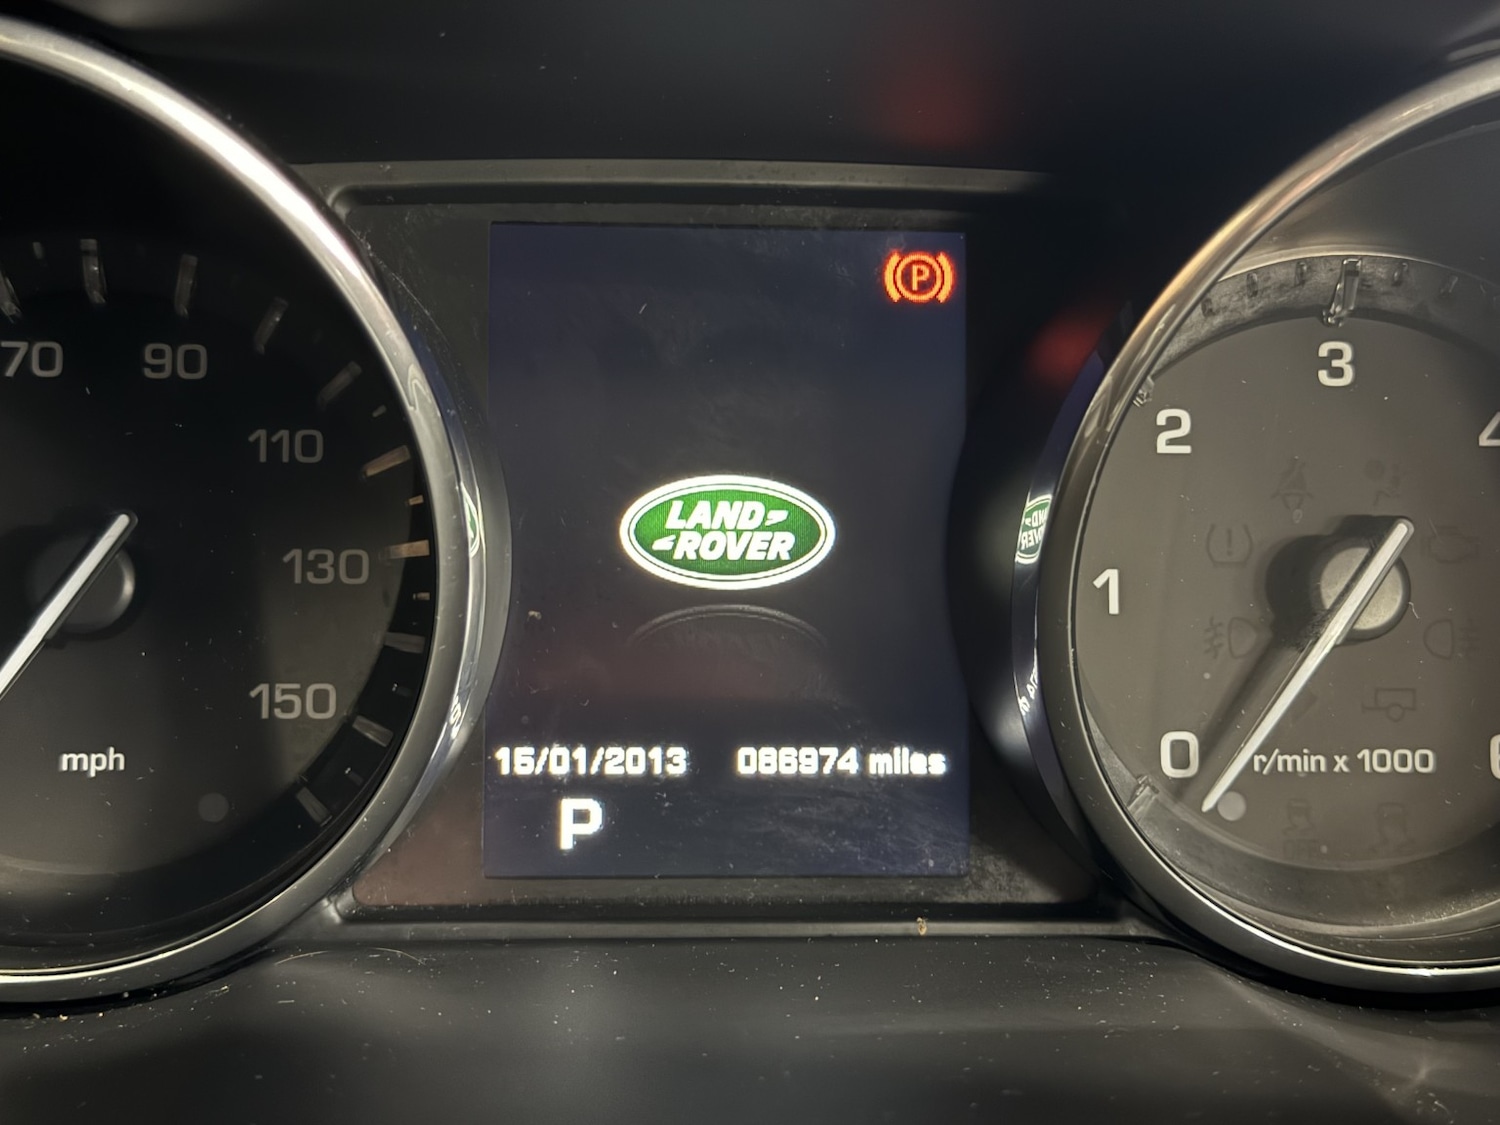 P
70
90
110
130
150
mph
LAND
ROVER
15/01/2013 086974 miles
P
0
1
2
3
r/min x 1000